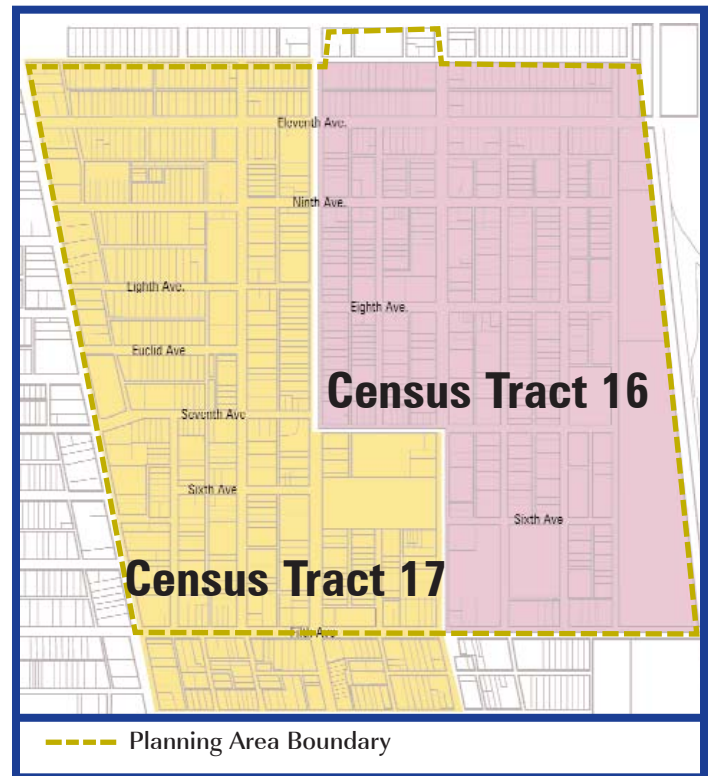 Eleventh Ave.
Ninth Ave.
Lighth Ave.
Eighth Ave.
Euclid Ave
Census Tract 16
Seventh Ave
Sixth Ave
Sixth Ave
Census Tract 17
Fifth Ave
Planning Area Boundary